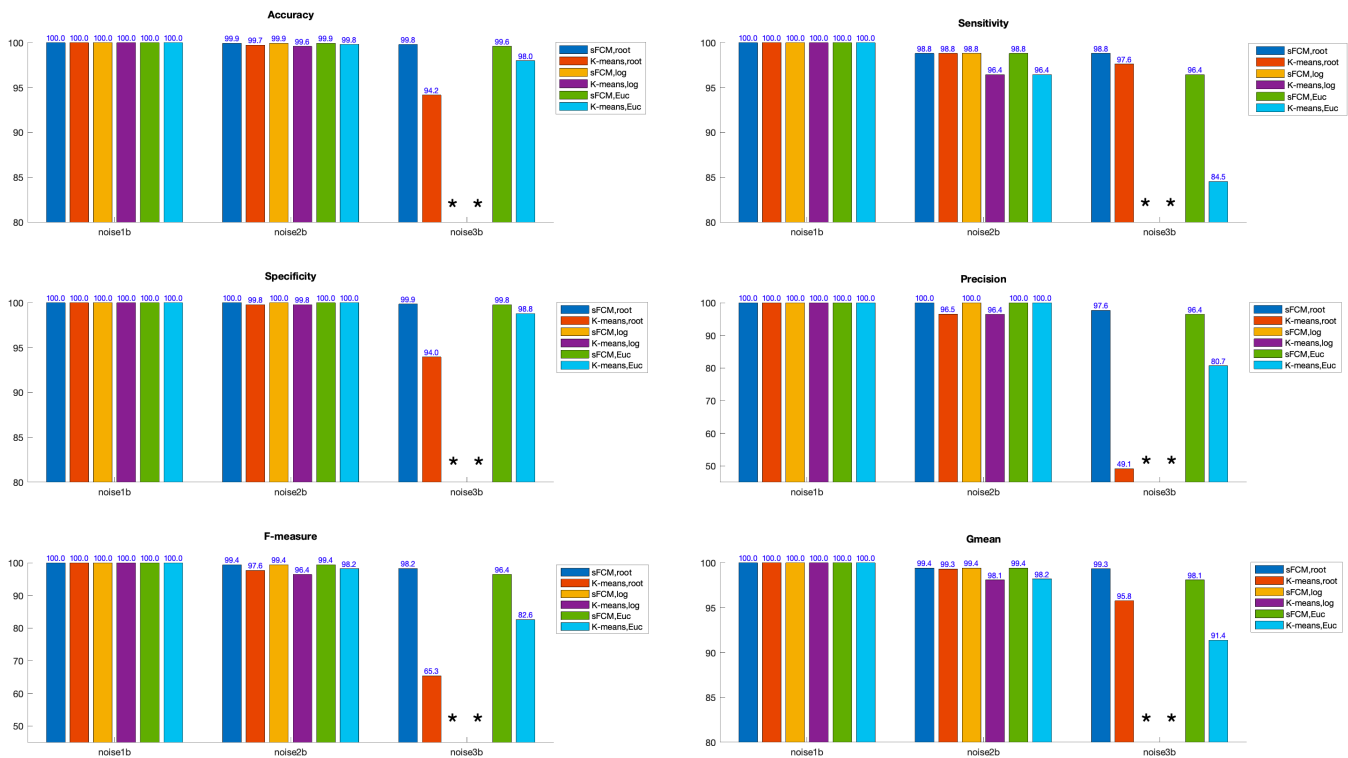 Accuracy
100.0 100.0 100.0 100.0 100.0 100.0
99.9 99.7 99.9 99.6 99.9 99.8
99.8 94.2 * * 99.6 98.0
100
95
90
85
80
noise1b noise2b noise3b
sFCM,root
K-means,root
sFCM,log
K-means,log
sFCM,Euc
K-means,Euc
Sensitivity
100.0 100.0 100.0 100.0 100.0 100.0
98.8 98.8 98.8 96.4 98.8 96.4
98.8 97.6 * * 96.4 84.5
100
95
90
85
80
noise1b noise2b noise3b
sFCM,root
K-means,root
sFCM,log
K-means,log
sFCM,Euc
K-means,Euc
Specificity
100.0 100.0 100.0 100.0 100.0 100.0
100.0 99.8 100.0 99.8 100.0 100.0
99.9 94.0 * * 99.8 98.8
100
95
90
85
80
noise1b noise2b noise3b
sFCM,root
K-means,root
sFCM,log
K-means,log
sFCM,Euc
K-means,Euc
Precision
100.0 100.0 100.0 100.0 100.0 100.0
100.0 96.5 100.0 96.4 100.0 100.0
97.6 49.1 * * 96.4 80.7
100
90
80
70
60
50
noise1b noise2b noise3b
sFCM,root
K-means,root
sFCM,log
K-means,log
sFCM,Euc
K-means,Euc
F-measure
100.0 100.0 100.0 100.0 100.0 100.0
99.4 97.6 99.4 96.4 99.4 98.2
98.2 65.3 * * 96.4 82.6
100
90
80
70
60
50
noise1b noise2b noise3b
sFCM,root
K-means,root
sFCM,log
K-means,log
sFCM,Euc
K-means,Euc
Gmean
100.0 100.0 100.0 100.0 100.0 100.0
99.4 99.3 99.4 98.1 99.4 98.2
99.3 95.8 * * 98.1 91.4
100
95
90
85
80
noise1b noise2b noise3b
sFCM,root
K-means,root
sFCM,log
K-means,log
sFCM,Euc
K-means,Euc